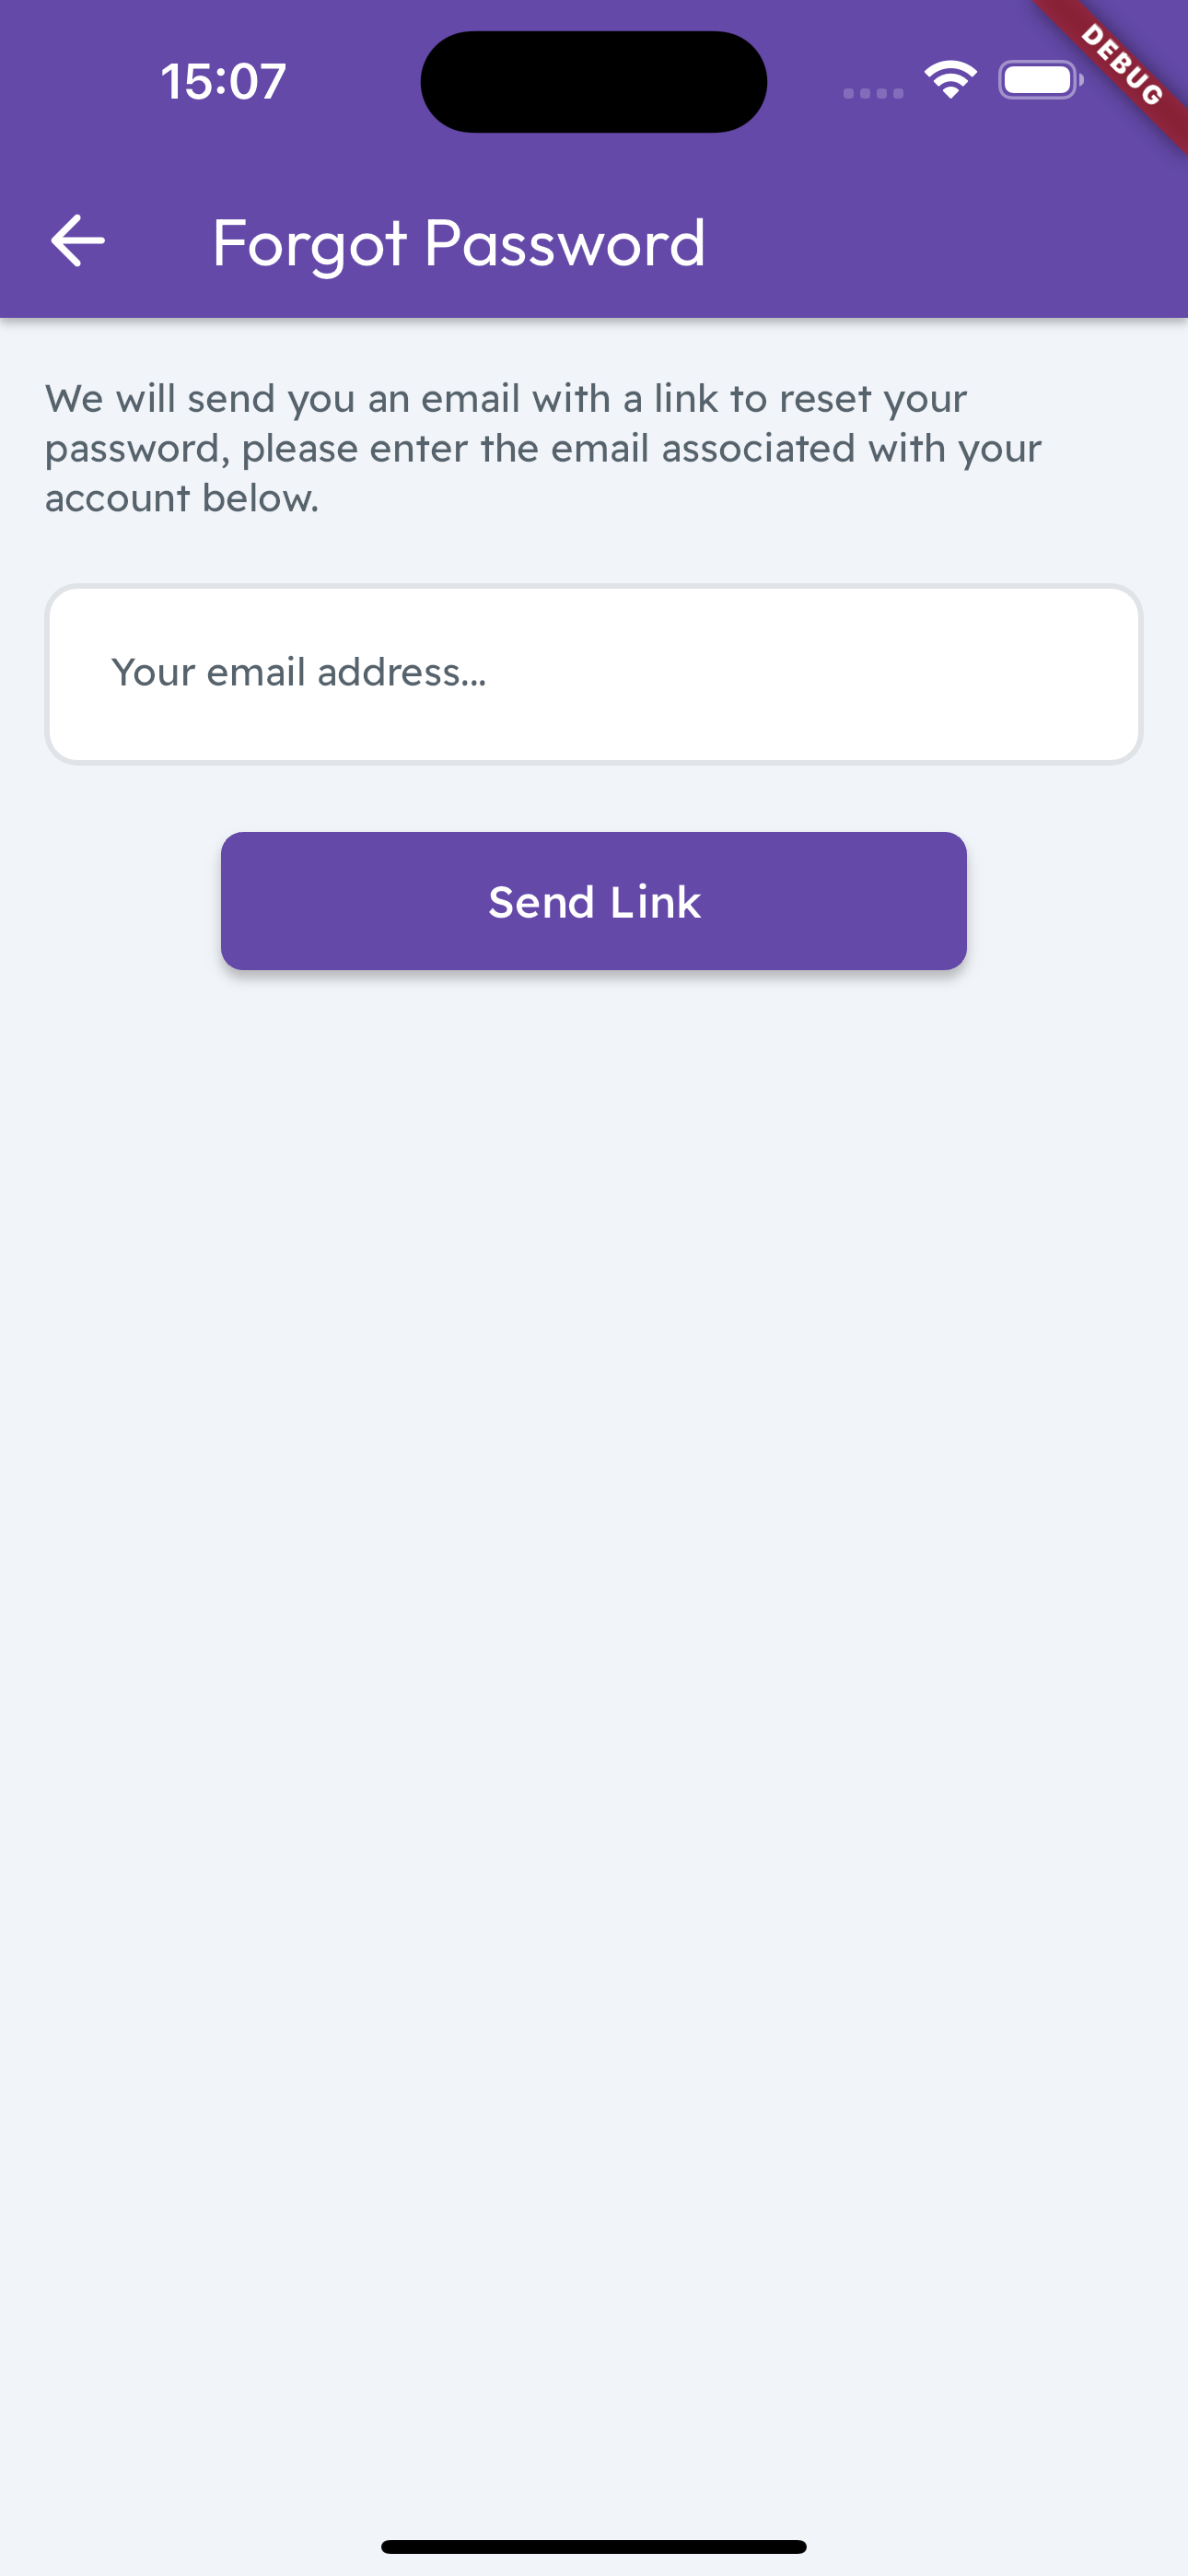 15:07
DEBUG
Forgot Password
We will send you an email with a link to reset your
password, please enter the email associated with your
account below.
Your email address...
Send Link